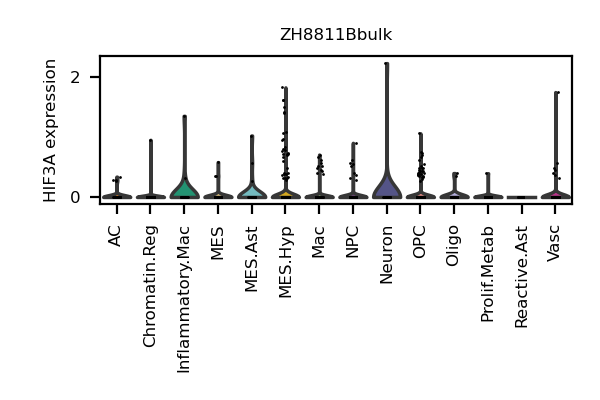 ZH8811Bbulk
HIF3A expression
2
0
AC
Chromatin.Reg
Inflammatory.Mac
MES
MES.Ast
MES.Hyp
Mac
NPC
Neuron
OPC
Oligo
Prolif.Metab
Reactive.Ast
Vasc